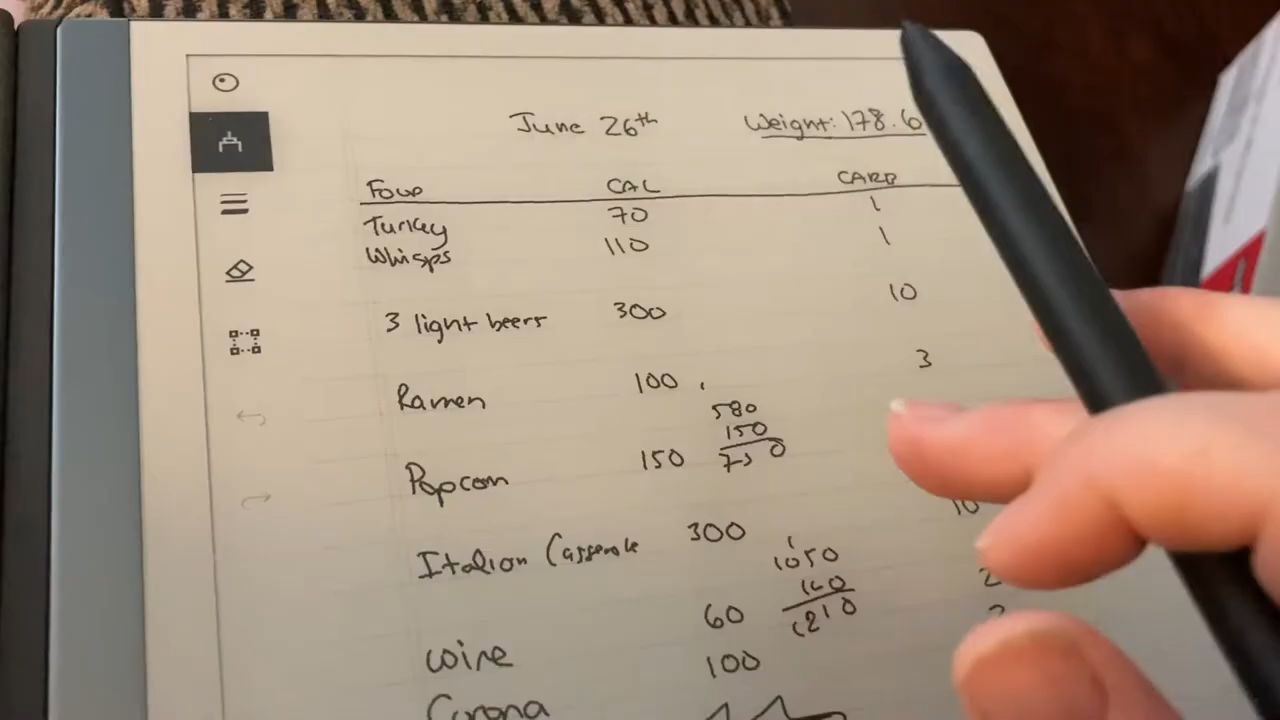 June 26th Weight: 178.6
Food CAL CARB
Turkey 70 1
Whisps 110 1
3 light beers 300 10
Ramen 100 3
580
150
Popcorn 150 730
Italian Casserole 300 10
1
1050
160
60 1210 2
Wine
100
Corona